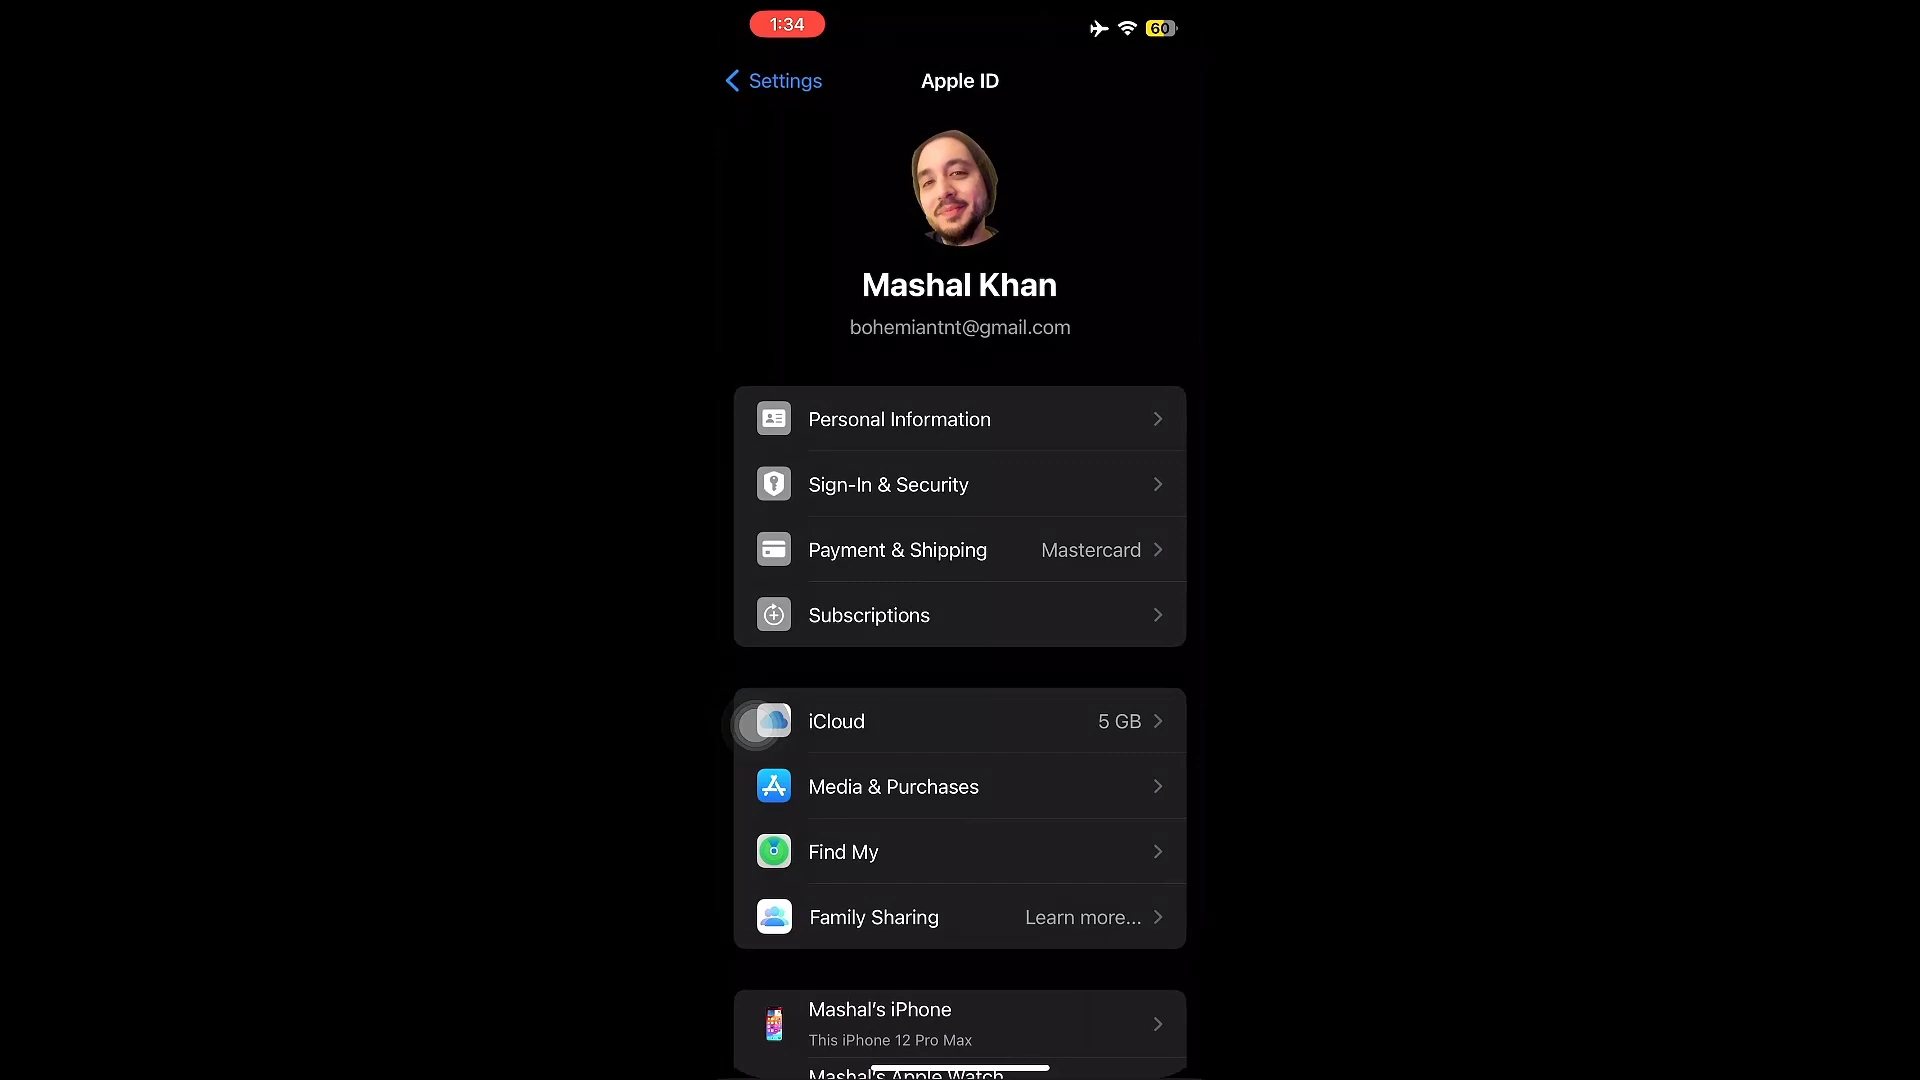 1:34
60
Settings
Apple ID
Mashal Khan
bohemiantnt@gmail.com
Personal Information
Sign-In & Security
Payment & Shipping Mastercard
Subscriptions
iCloud 5 GB
Media & Purchases
Find My
Family Sharing Learn more...
Mashal's iPhone
This iPhone 12 Pro Max
Mashal's Apple Watch